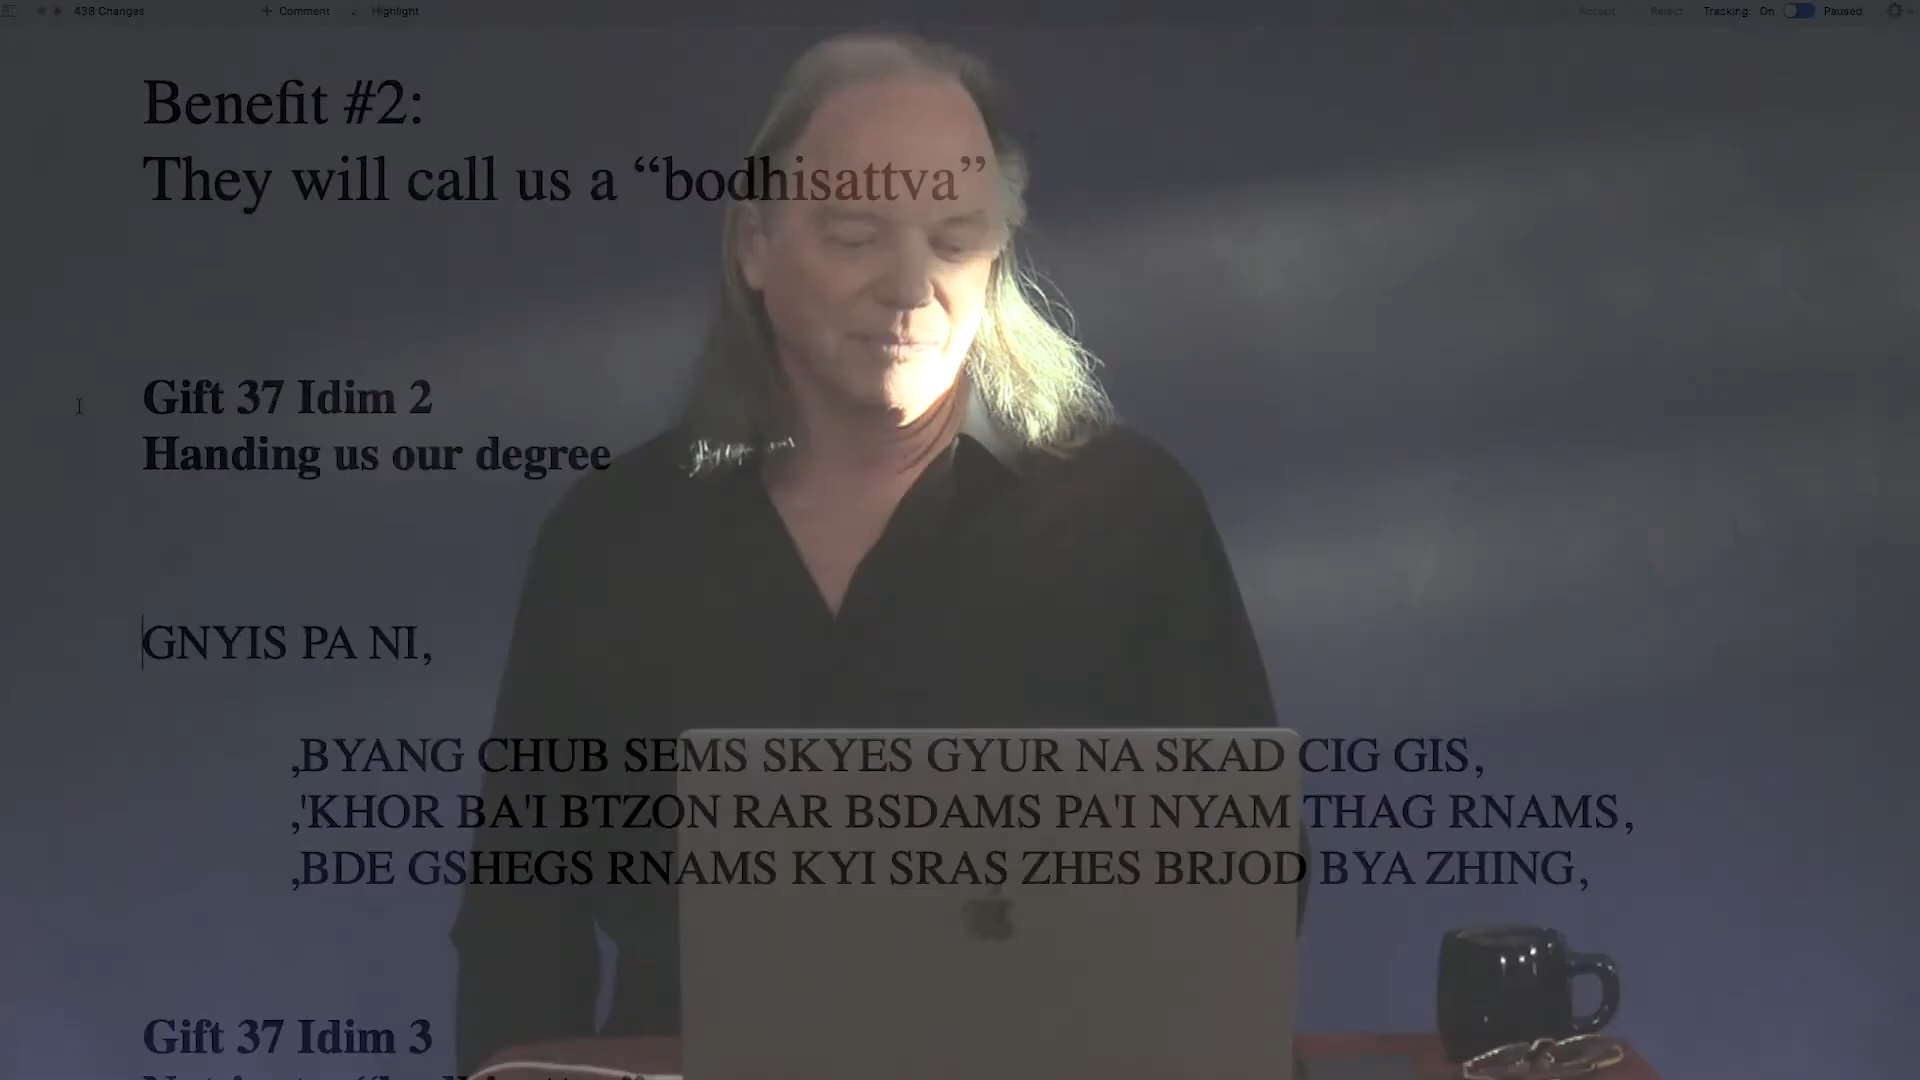 438 Changes + Comment Highlight Accept Reject Tracking: On Paused
Benefit #2:
They will call us a “bodhisattva”
Gift 37 Idim 2
Handing us our degree
GNYIS PA NI,
,BYANG CHUB SEMS SKYES GYUR NA SKAD CIG GIS,
,'KHOR BA'I BTZON RAR BSDAMS PA'I NYAM THAG RNAMS,
,BDE GSHEGS RNAMS KYI SRAS ZHES BRJOD BYA ZHING,
Gift 37 Idim 3